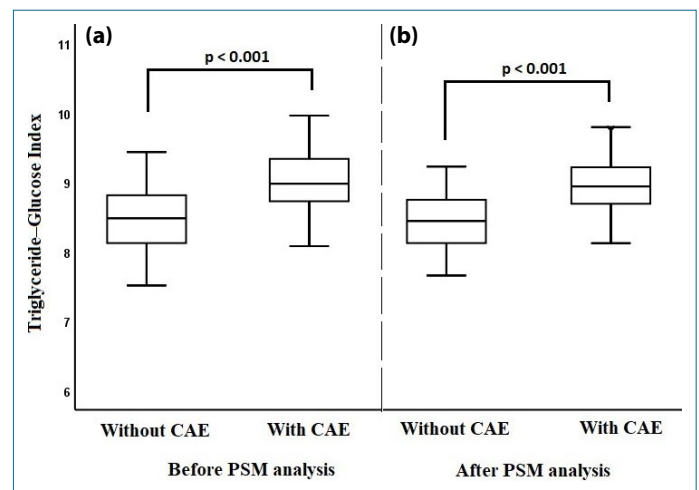 (a)
(b)
p < 0.001
p < 0.001
Triglyceride–Glucose Index
11
10
9
8
7
6
Without CAE
With CAE
Without CAE
With CAE
Before PSM analysis
After PSM analysis